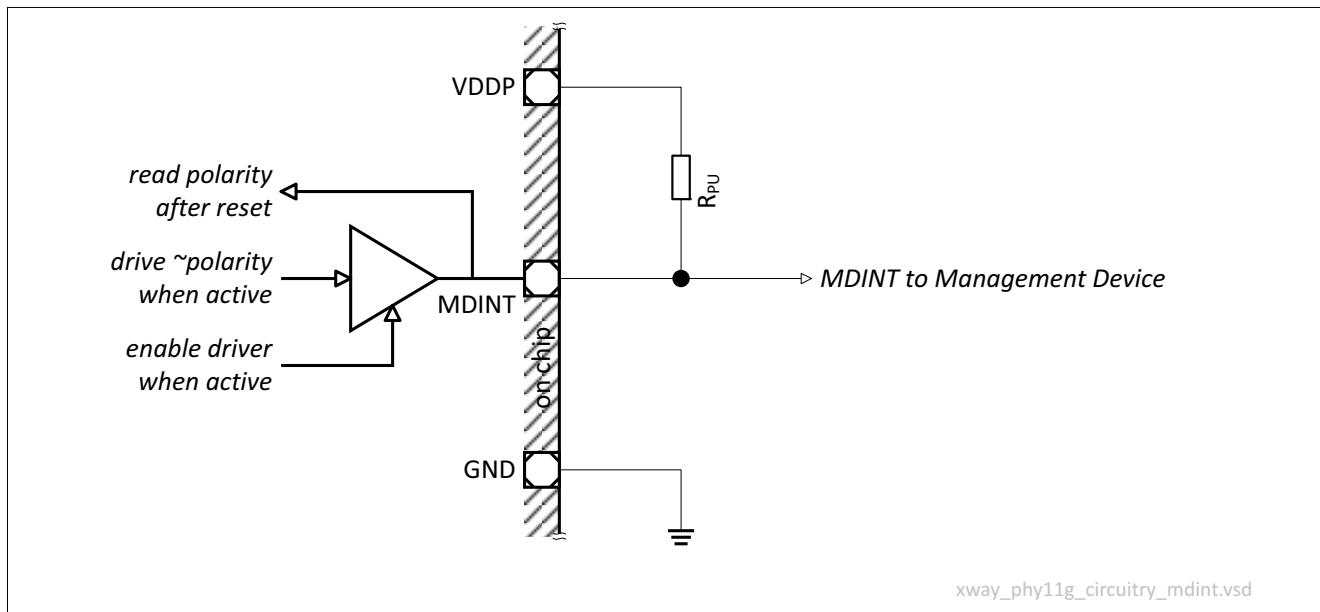 VDDP
read polarity
after reset
R_PU
drive ~polarity
when active
MDINT
MDINT to Management Device
enable driver
when active
on chip
GND
xway_phy11g_circuitry_mdint.vsd